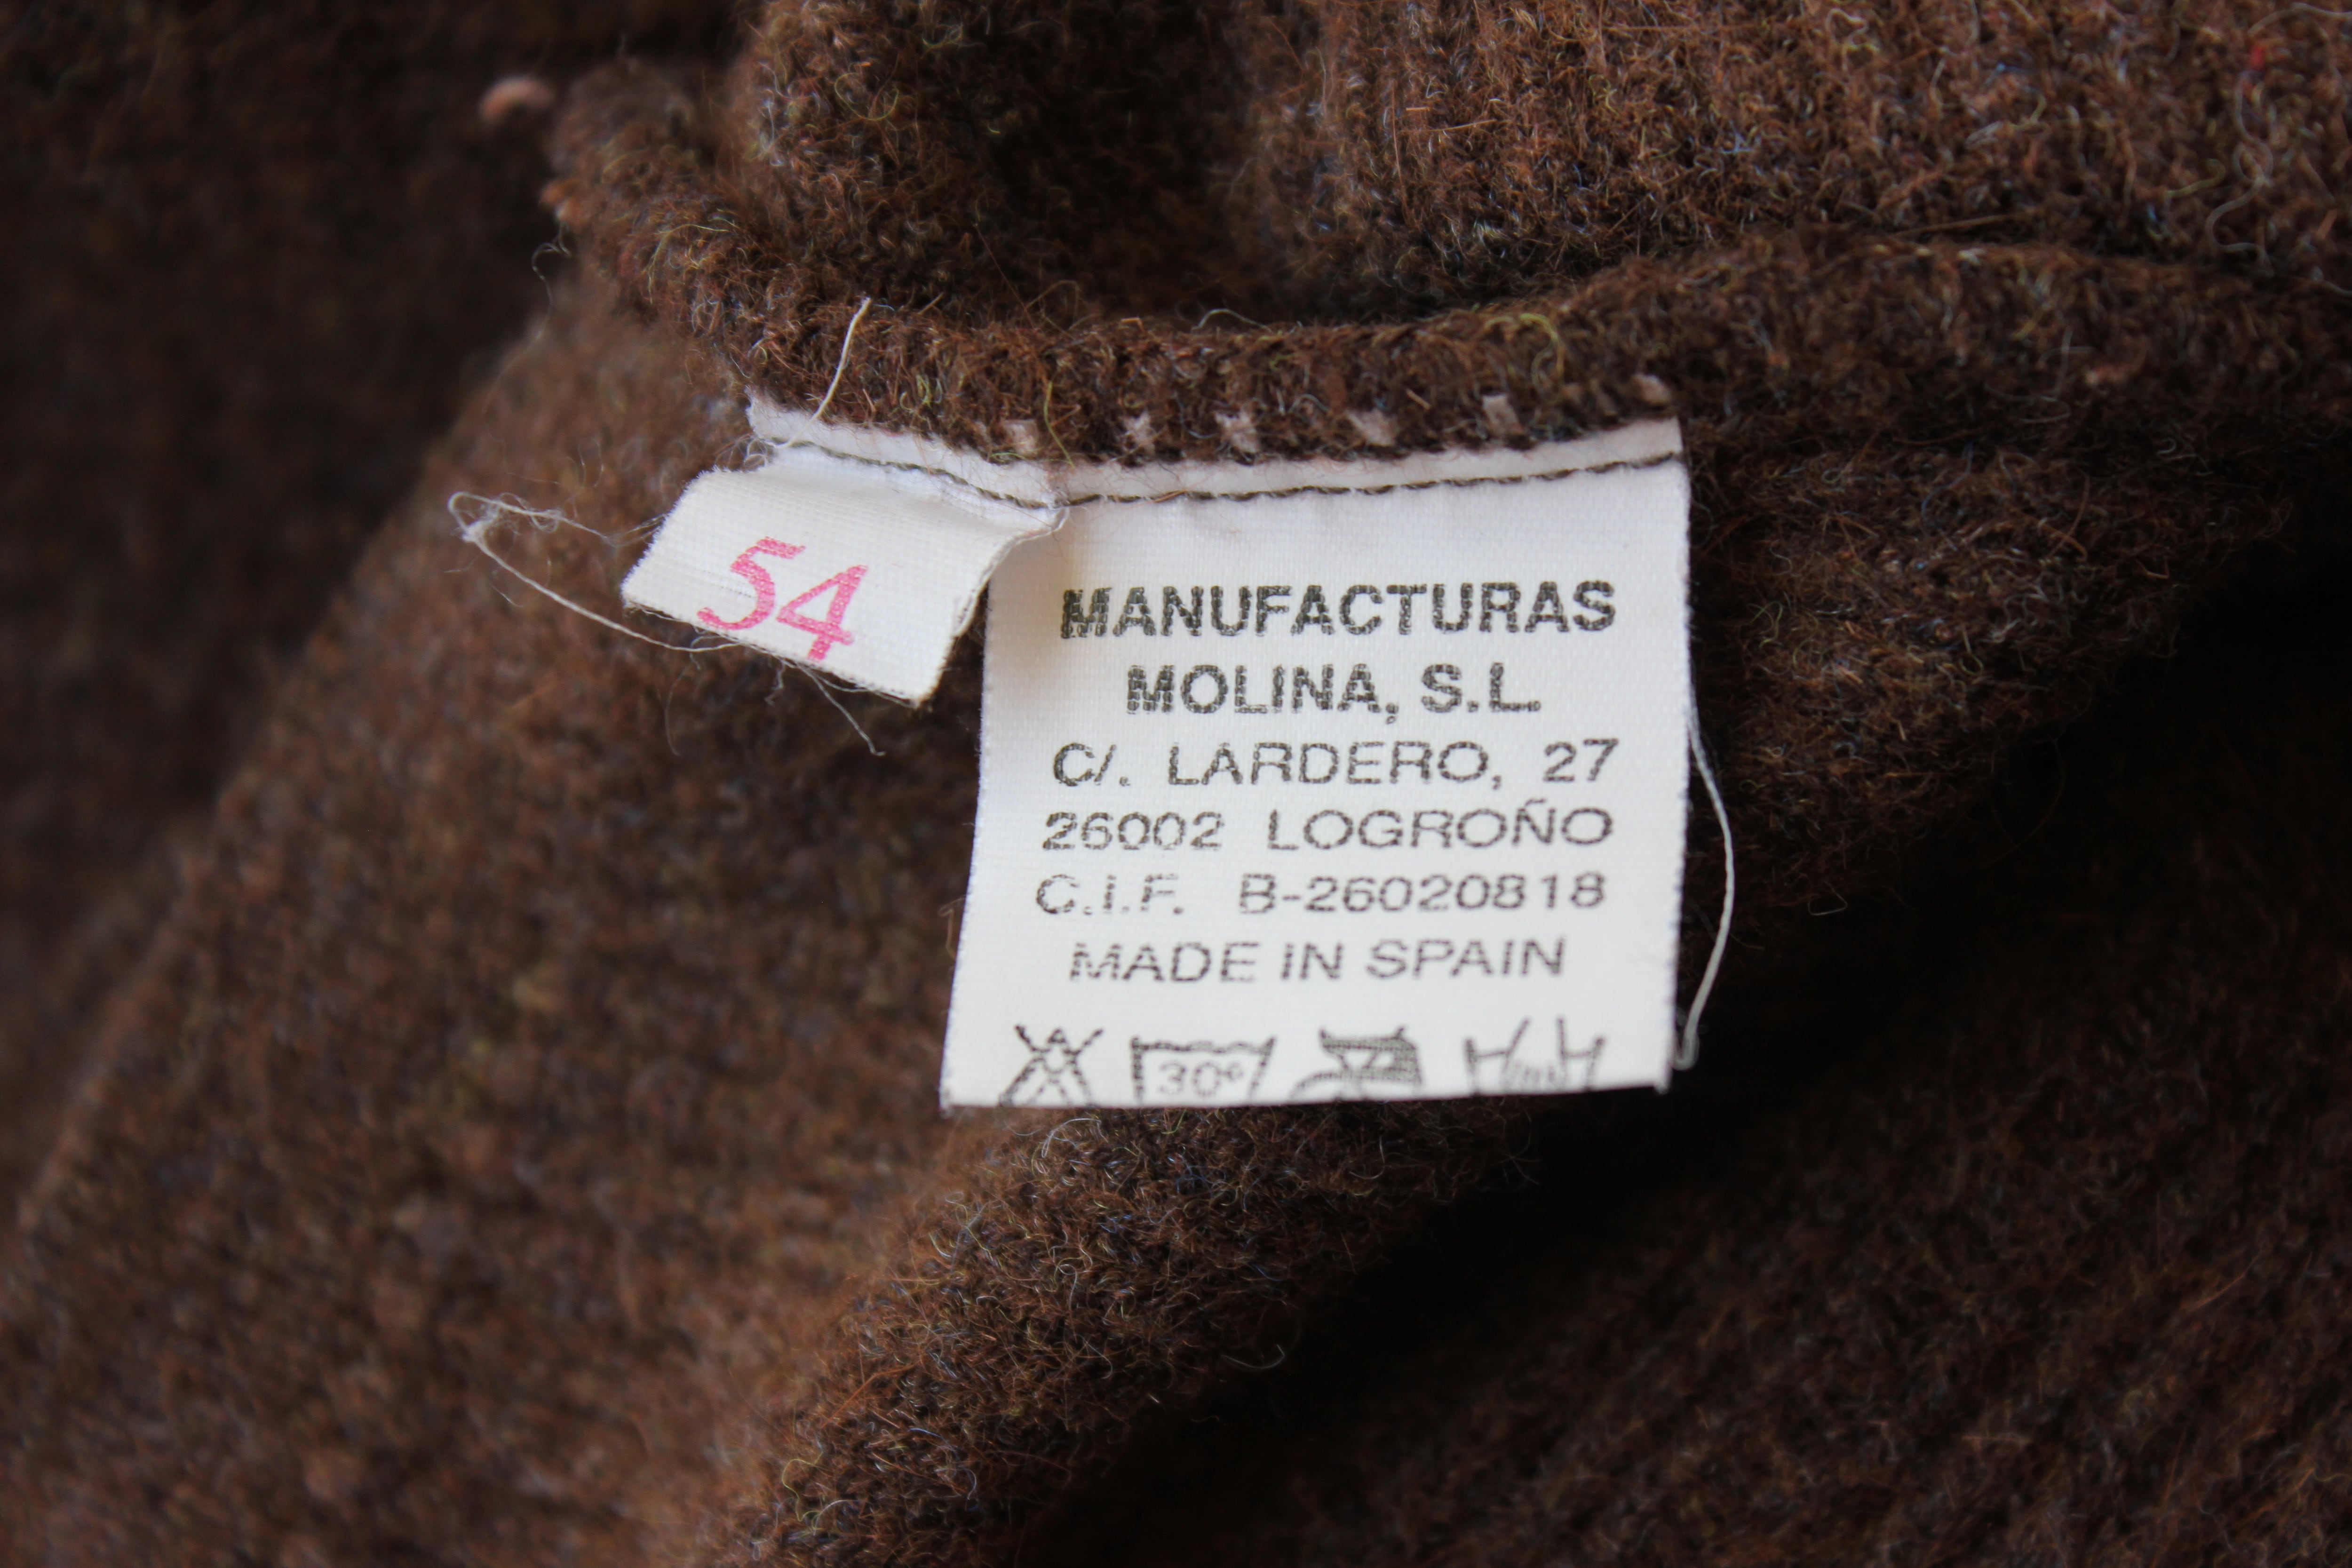 54
MANUFACTURAS
MOLINA, S.L.
C/. LARDERO, 27
26002 LOGROÑO
C.I.F. B-26020818
MADE IN SPAIN
30°